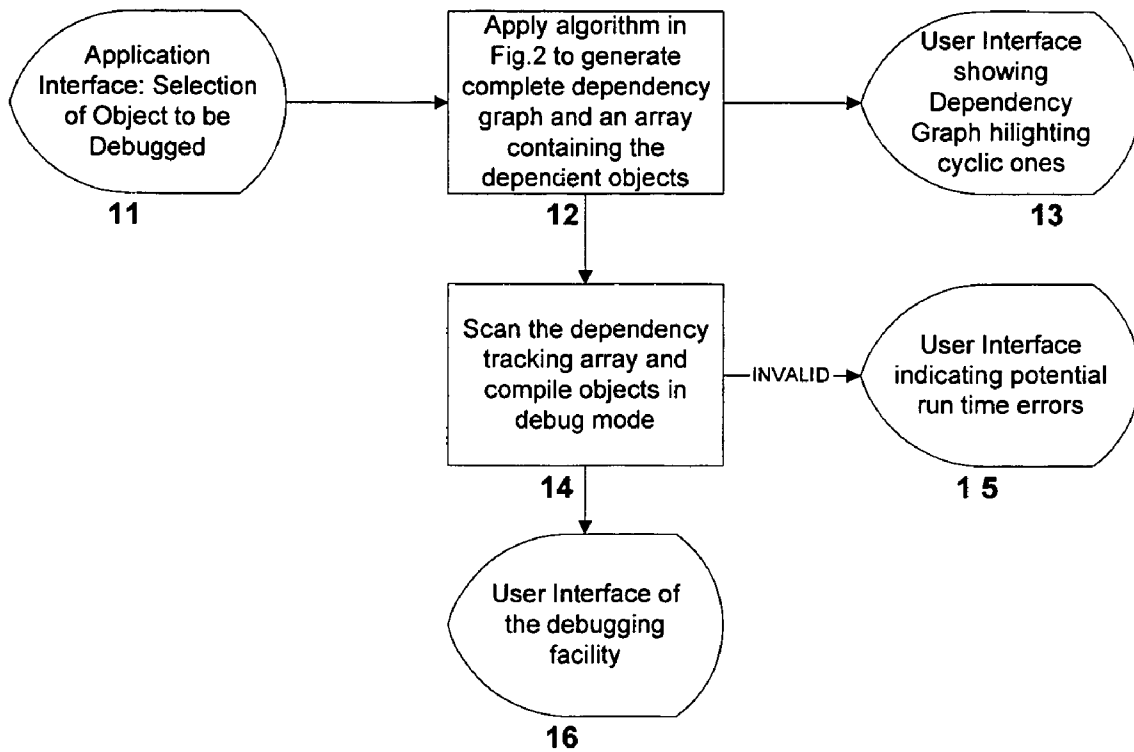 Application
Interface: Selection
of Object to be
Debugged
11
Apply algorithm in
Fig.2 to generate
complete dependency
graph and an array
containing the
dependent objects
12
User Interface
showing
Dependency
Graph hilighting
cyclic ones
13
Scan the dependency
tracking array and
compile objects in
debug mode
14
INVALID
User Interface
indicating potential
run time errors
1 5
User Interface of
the debugging
facility
16